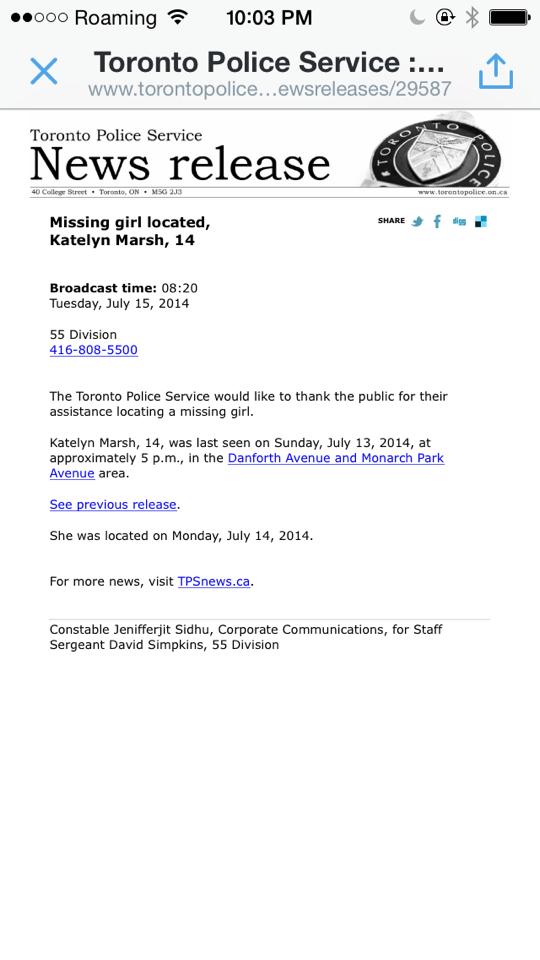 Roaming 10:03 PM
Toronto Police Service :...
www.torontopolice...ewsreleases/29587
Toronto Police Service
News release
TORONTO POLICE
40 College Street • Toronto, ON • M5G 2J3 www.torontopolice.on.ca
Missing girl located,
Katelyn Marsh, 14
SHARE digg
Broadcast time: 08:20
Tuesday, July 15, 2014
55 Division
416-808-5500
The Toronto Police Service would like to thank the public for their
assistance locating a missing girl.
Katelyn Marsh, 14, was last seen on Sunday, July 13, 2014, at
approximately 5 p.m., in the Danforth Avenue and Monarch Park
Avenue area.
See previous release.
She was located on Monday, July 14, 2014.
For more news, visit TPSnews.ca.
Constable Jenifferjit Sidhu, Corporate Communications, for Staff
Sergeant David Simpkins, 55 Division